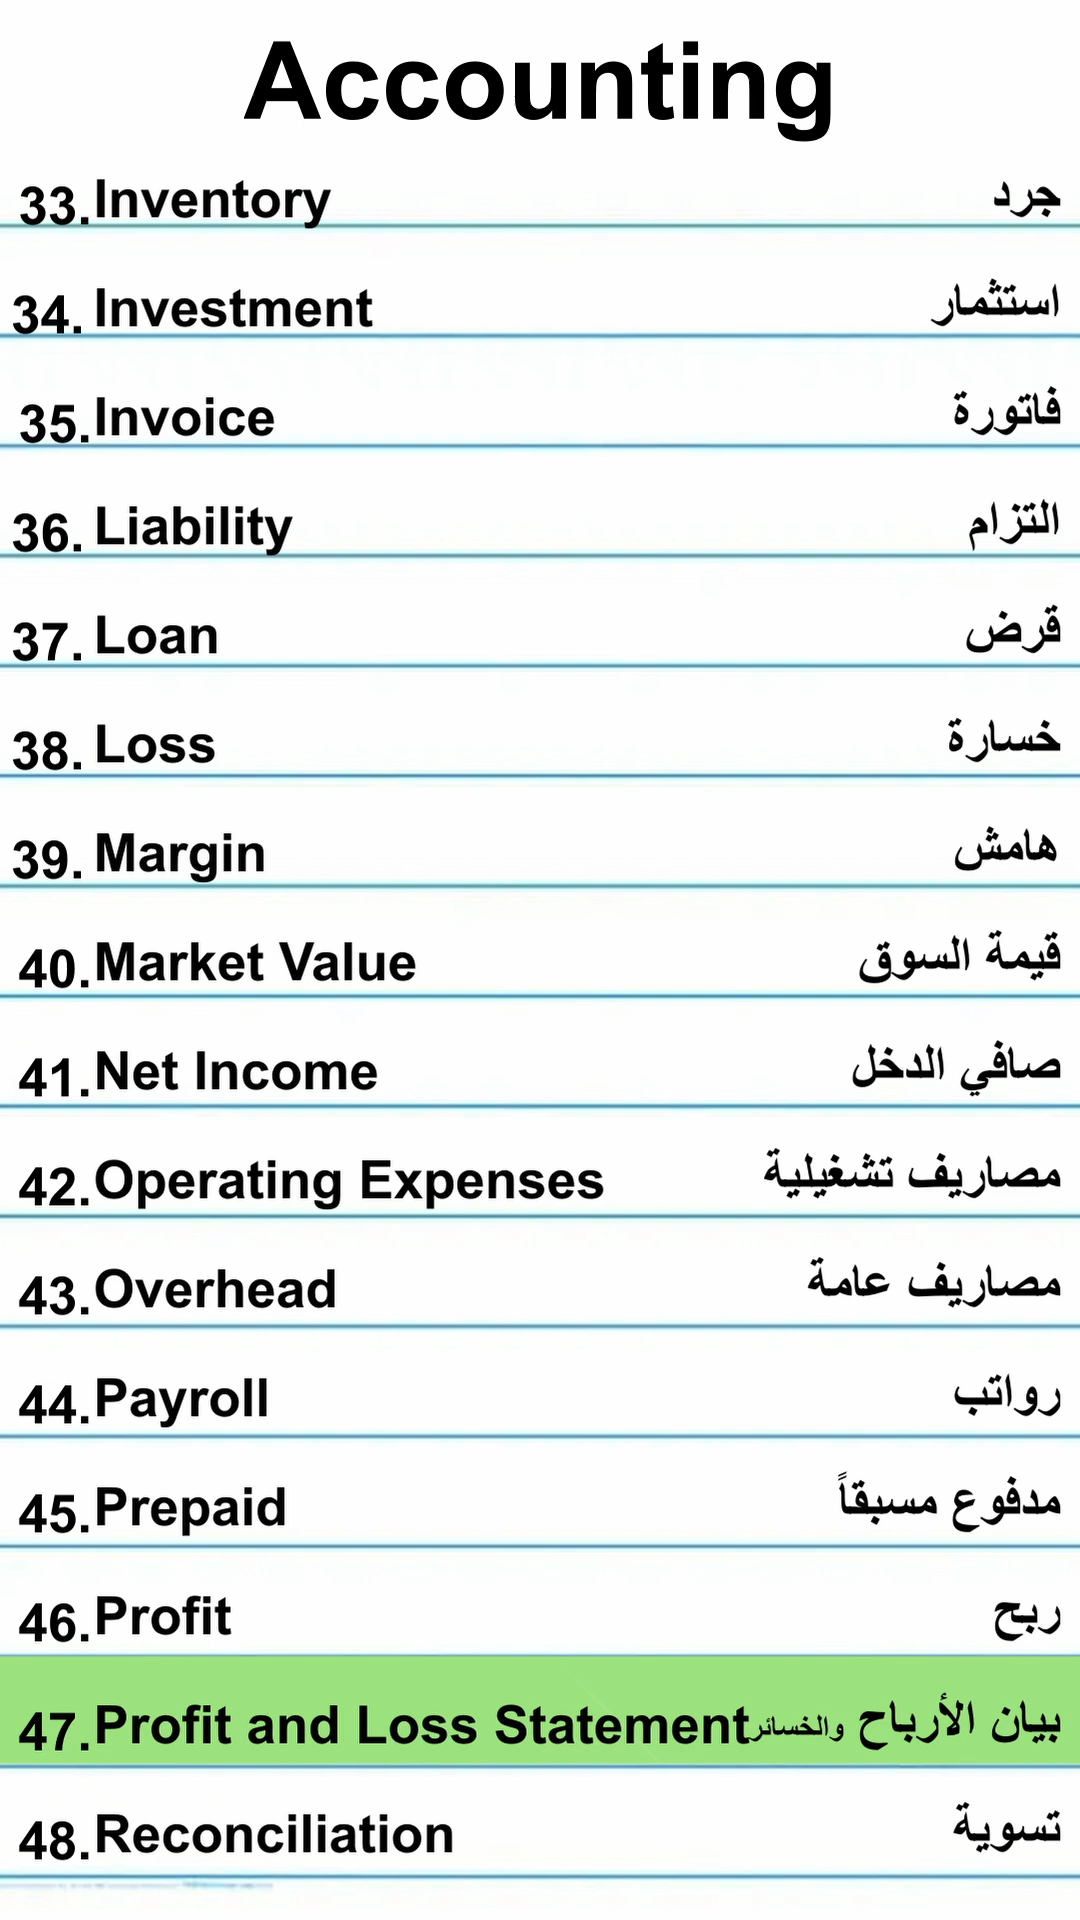 Accounting
33. Inventory جرد
34. Investment استثمار
35. Invoice فاتورة
36. Liability التزام
37. Loan قرض
38. Loss خسارة
39. Margin هامش
40. Market Value قيمة السوق
41. Net Income صافي الدخل
42. Operating Expenses مصاريف تشغيلية
43. Overhead مصاريف عامة
44. Payroll رواتب
45. Prepaid مدفوع مسبقاً
46. Profit ربح
47. Profit and Loss Statement بيان الأرباح والخسائر
48. Reconciliation تسوية